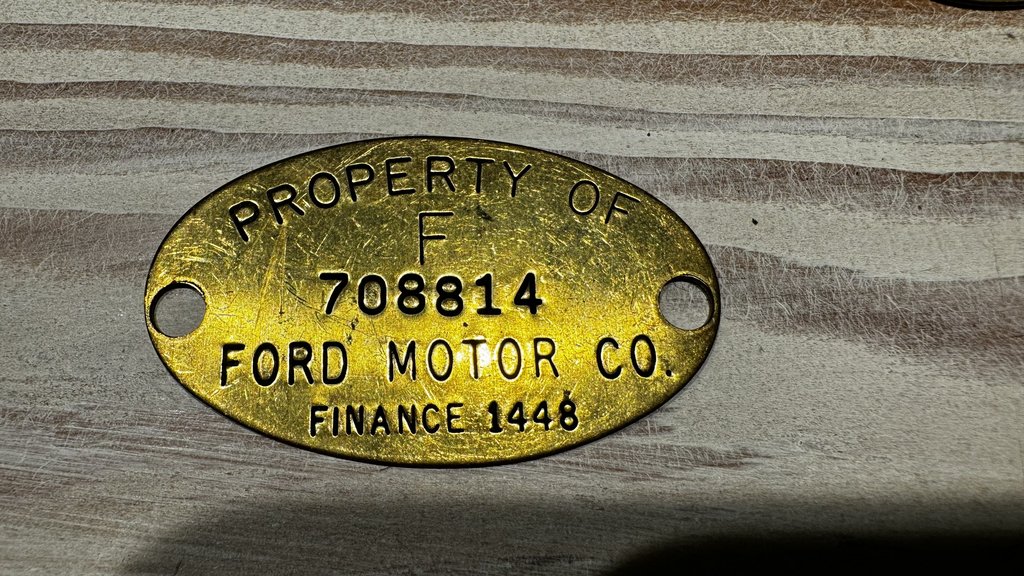 PROPERTY OF
F
708814
FORD MOTOR CO.
FINANCE 1448